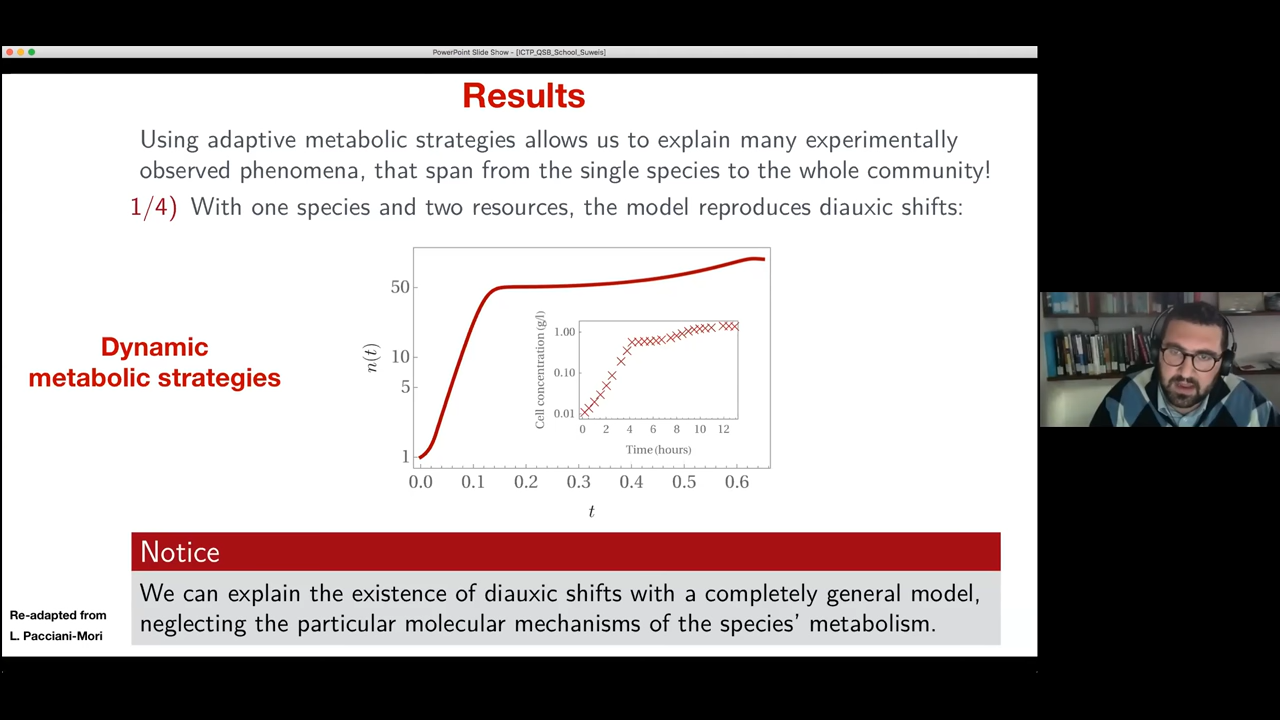 PowerPoint Slide Show - [ICTP_QSB_School_Suweis]
Results
Using adaptive metabolic strategies allows us to explain many experimentally
observed phenomena, that span from the single species to the whole community!
1/4) With one species and two resources, the model reproduces diauxic shifts:
Dynamic
metabolic strategies
n(t)
50
10
5
1
0.0 0.1 0.2 0.3 0.4 0.5 0.6
t
Cell concentration (g/l)
1.00
0.10
0.01
0 2 4 6 8 10 12
Time (hours)
Notice
We can explain the existence of diauxic shifts with a completely general model,
neglecting the particular molecular mechanisms of the species' metabolism.
Re-adapted from
L. Pacciani-Mori